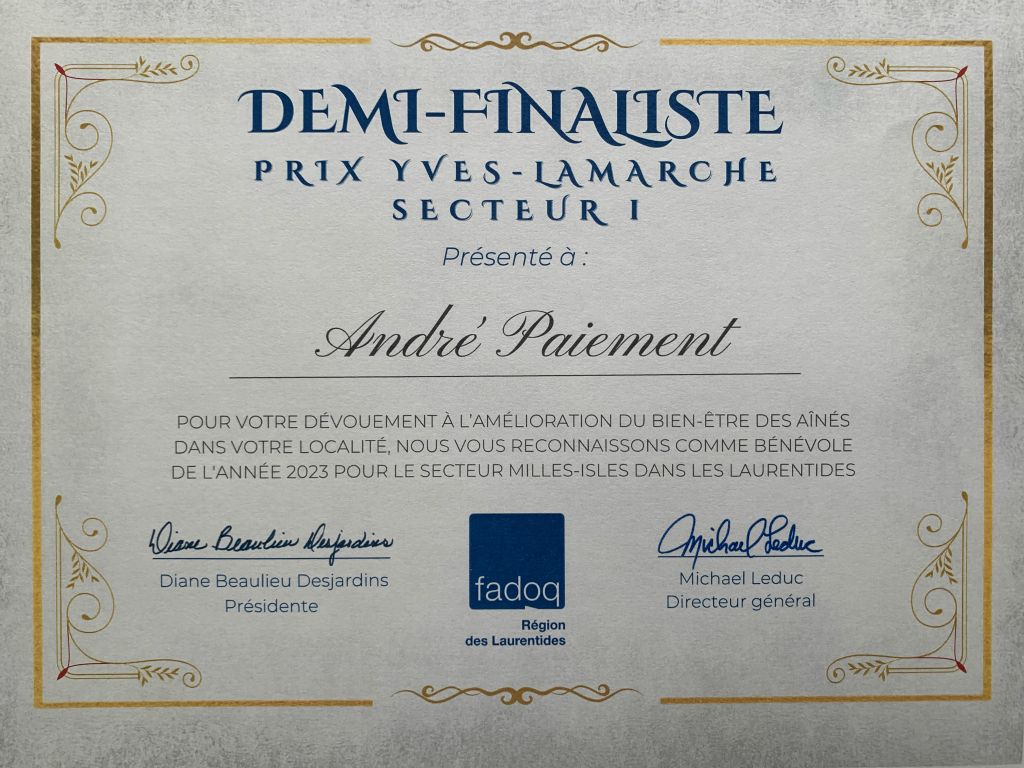 DEMI-FINALISTE
PRIX YVES-LAMARCHE
SECTEUR I
Présenté à :
André Paiement
POUR VOTRE DÉVOUEMENT À L'AMÉLIORATION DU BIEN-ÊTRE DES AÎNÉS
DANS VOTRE LOCALITÉ, NOUS VOUS RECONNAISSONS COMME BÉNÉVOLE
DE L'ANNÉE 2023 POUR LE SECTEUR MILLES-ISLES DANS LES LAURENTIDES
Diane Beaulieu Desjardins
Diane Beaulieu Desjardins
Présidente
fadoq
Région
des Laurentides
Michael Leduc
Michael Leduc
Directeur général